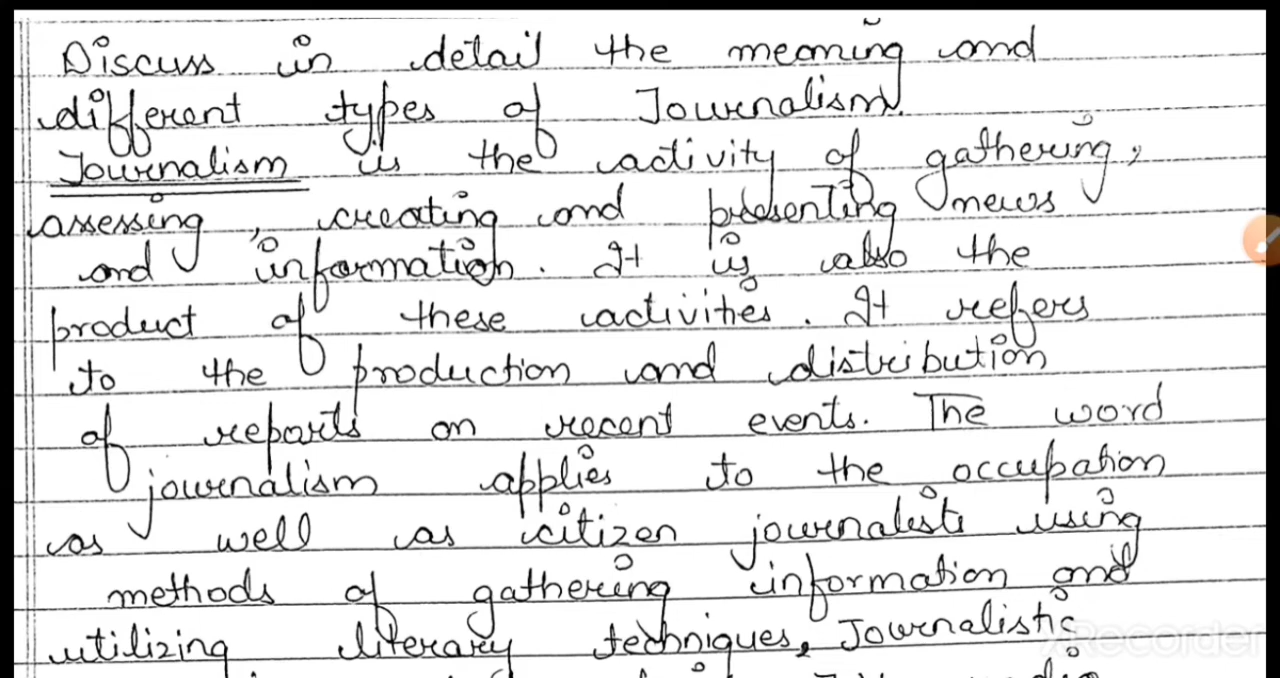 Discuss in detail the meaning and
different types of Journalism.
Journalism is the activity of gathering,
assessing, creating and presenting news
and information. It is also the
product of these activities. It refers
to the production and distribution
of reports on recent events. The word
journalism applies to the occupation
as well as citizen journalists using
methods of gathering information and
utilizing literary techniques. Journalistic
XRecorder